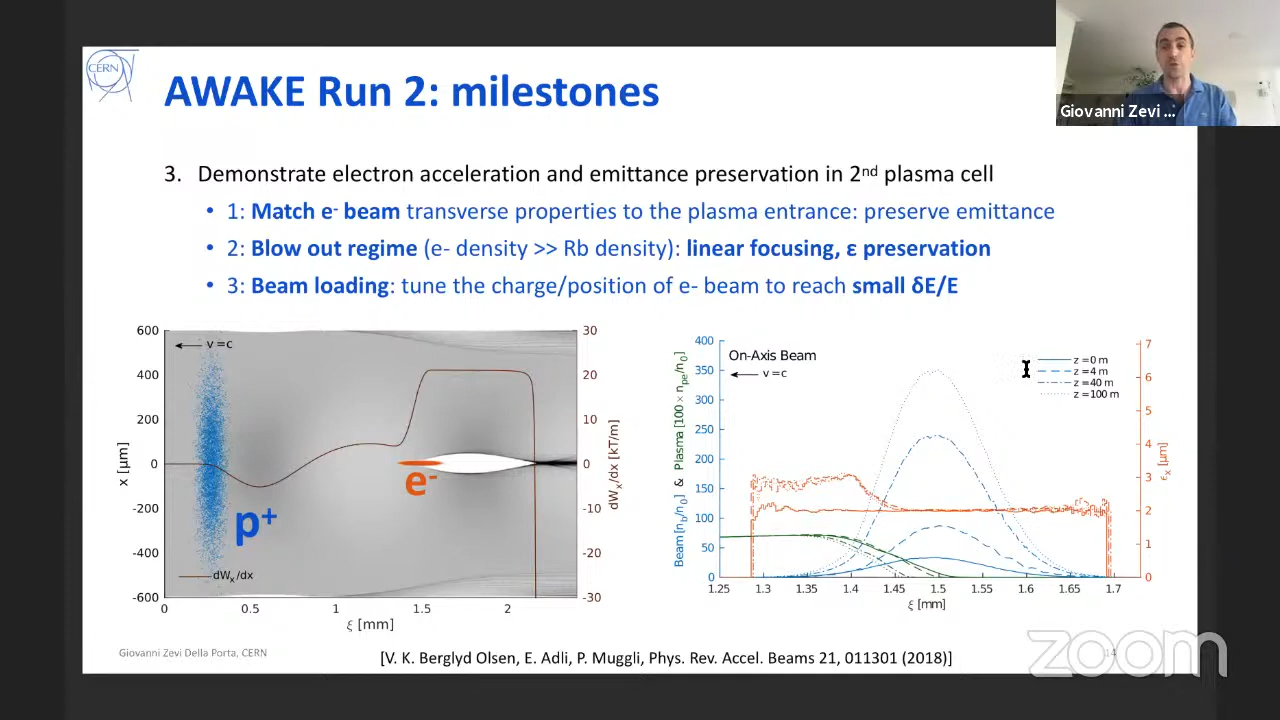 CERN
AWAKE Run 2: milestones
Giovanni Zevi ...
3. Demonstrate electron acceleration and emittance preservation in 2nd plasma cell
• 1: Match e- beam transverse properties to the plasma entrance: preserve emittance
• 2: Blow out regime (e- density >> Rb density): linear focusing, ε preservation
• 3: Beam loading: tune the charge/position of e- beam to reach small δE/E
600
400
200
0
-200
-400
-600
x [μm]
v = c
e-
p+
dWx/dx
0
0.5
1
1.5
2
ξ [mm]
30
20
10
0
-10
-20
-30
dWx/dx [kT/m]
Beam [nb/n0] & Plasma [100 × npe/n0]
400
350
300
250
200
150
100
50
0
On-Axis Beam
v = c
z = 0 m
z = 4 m
z = 40 m
z = 100 m
7
6
5
4
3
2
1
0
εx [μm]
1.25
1.3
1.35
1.4
1.45
1.5
1.55
1.6
1.65
1.7
ξ [mm]
Giovanni Zevi Della Porta, CERN
[V. K. Berglyd Olsen, E. Adli, P. Muggli, Phys. Rev. Accel. Beams 21, 011301 (2018)]
14
zoom